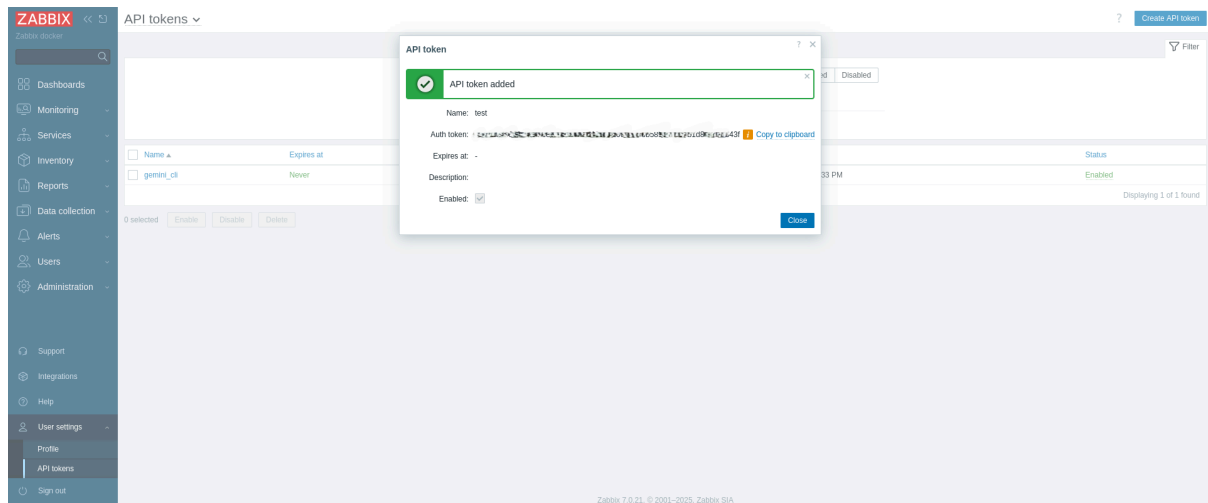 ZABBIX
API tokens
?
Create API token
Zabbix docker
API token
?
Filter
API token added
Disabled
Dashboards
Monitoring
Name: test
Services
Auth token:
Copy to clipboard
Name
Expires at
Expires at: -
Status
Inventory
gemini_cli
Never
Description:
33 PM
Enabled
Reports
Displaying 1 of 1 found
Enabled:
Data collection
0 selected
Enable
Disable
Delete
Close
Alerts
Users
Administration
Support
Integrations
Help
User settings
Profile
API tokens
Sign out
Zabbix 7.0.21. © 2001–2025, Zabbix SIA